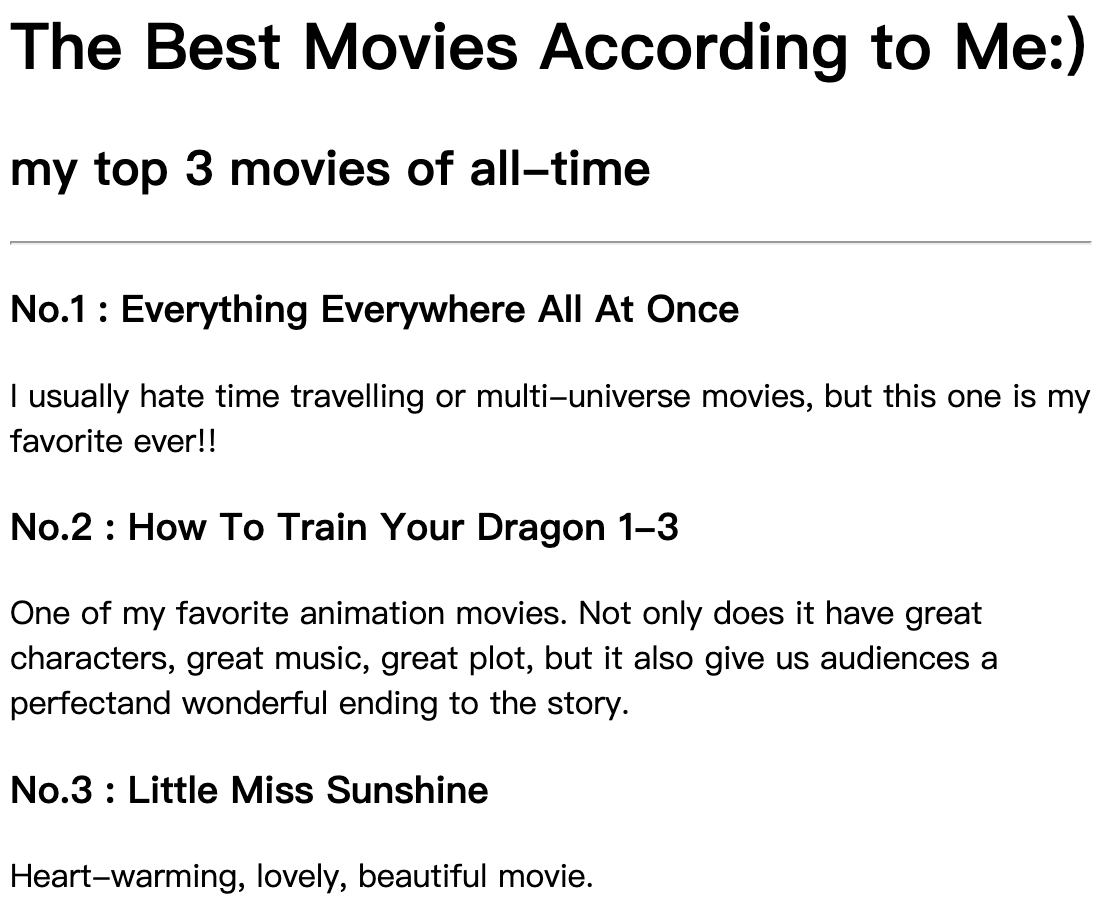 The Best Movies According to Me:)
my top 3 movies of all-time
No.1 : Everything Everywhere All At Once
I usually hate time travelling or multi-universe movies, but this one is my
favorite ever!!
No.2 : How To Train Your Dragon 1-3
One of my favorite animation movies. Not only does it have great
characters, great music, great plot, but it also give us audiences a
perfectand wonderful ending to the story.
No.3 : Little Miss Sunshine
Heart-warming, lovely, beautiful movie.